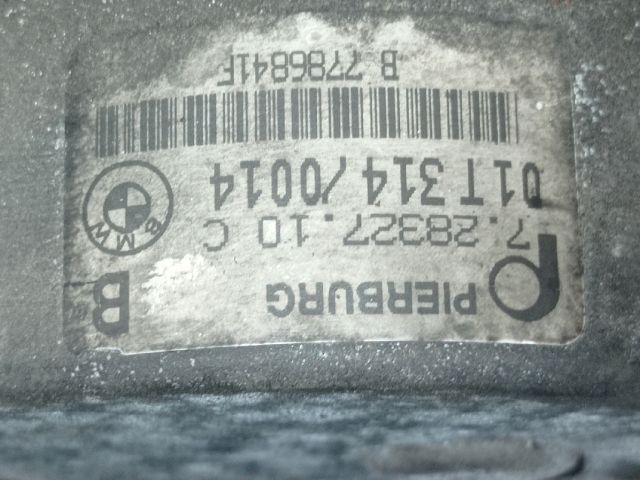 PIERBURG B
7.28327.10 C
01T314/0014
BMW
B 7786841F